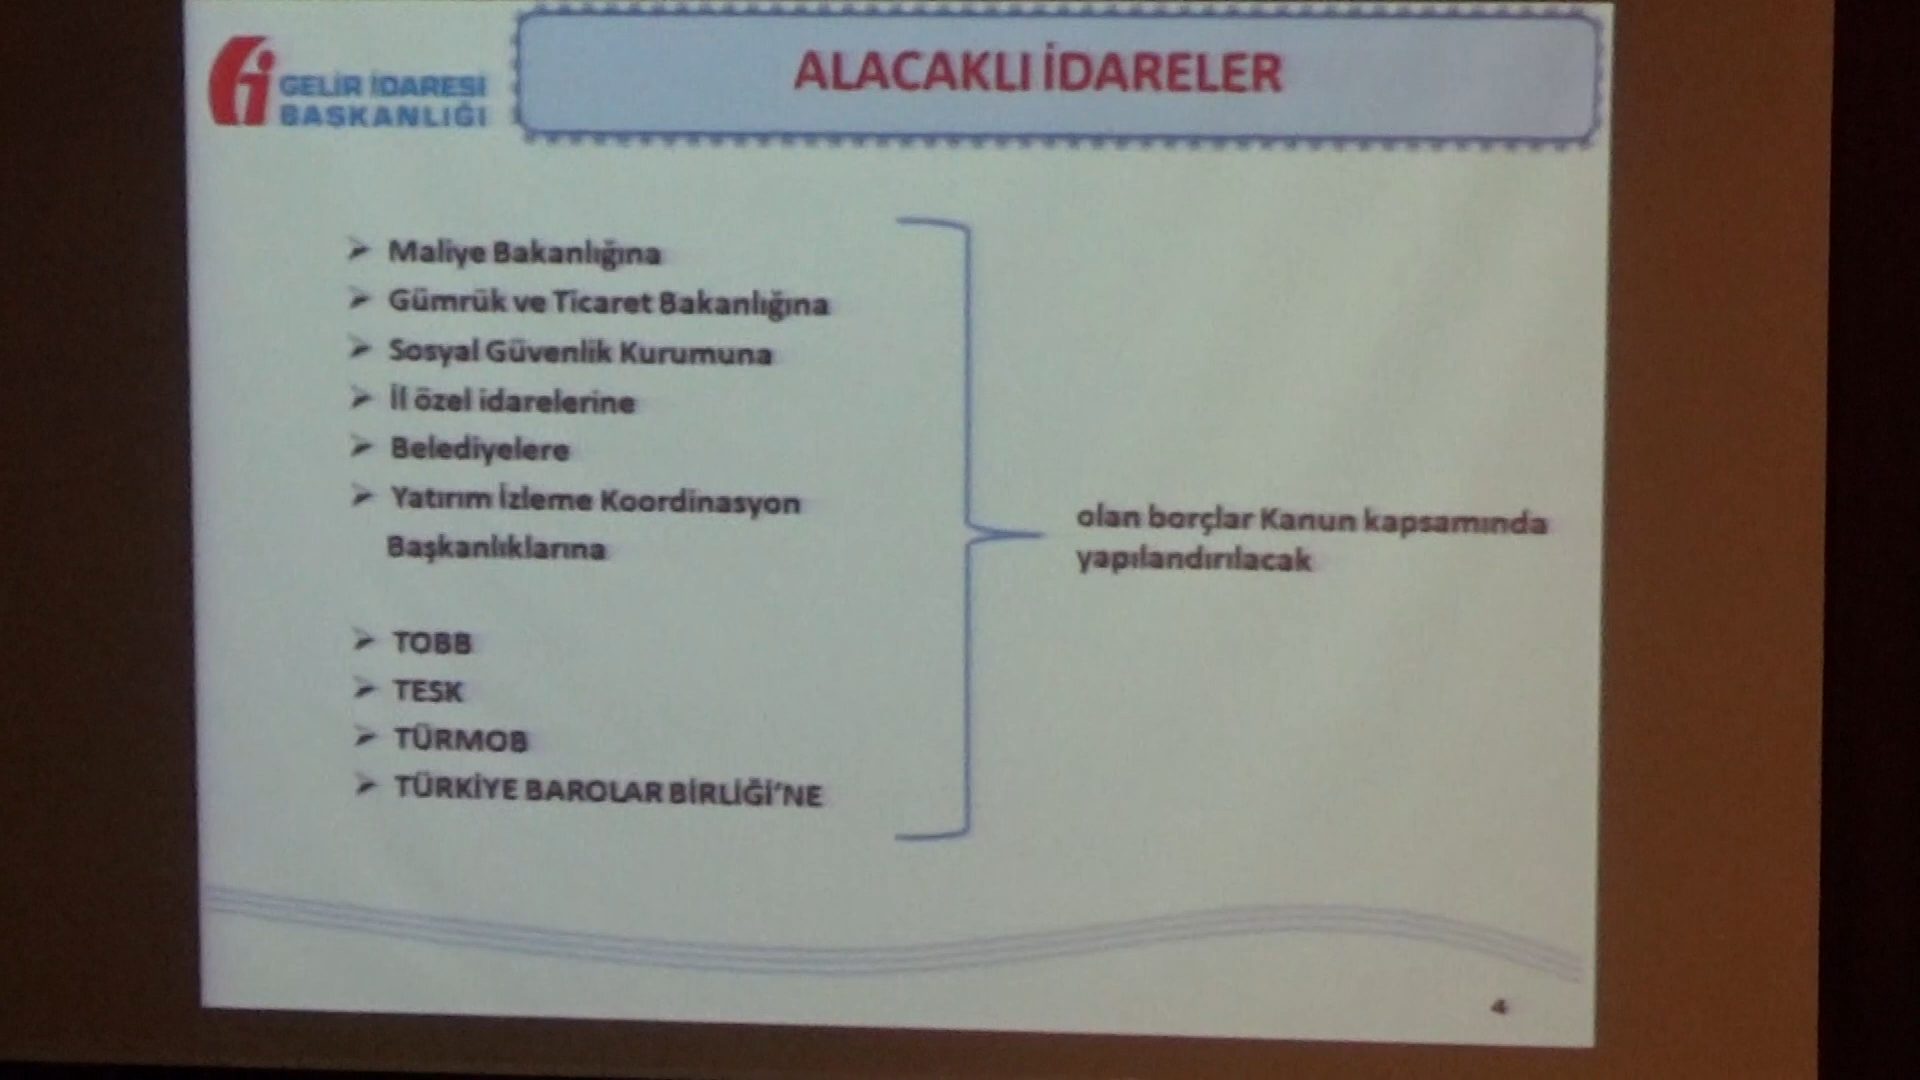 GELİR İDARESİ
BAŞKANLIĞI
ALACAKLI İDARELER
➢ Maliye Bakanlığına
➢ Gümrük ve Ticaret Bakanlığına
➢ Sosyal Güvenlik Kurumuna
➢ İl özel idarelerine
➢ Belediyelere
➢ Yatırım İzleme Koordinasyon
Başkanlıklarına
➢ TOBB
➢ TESK
➢ TÜRMOB
➢ TÜRKİYE BAROLAR BİRLİĞİ'NE
olan borçlar Kanun kapsamında
yapılandırılacak
4